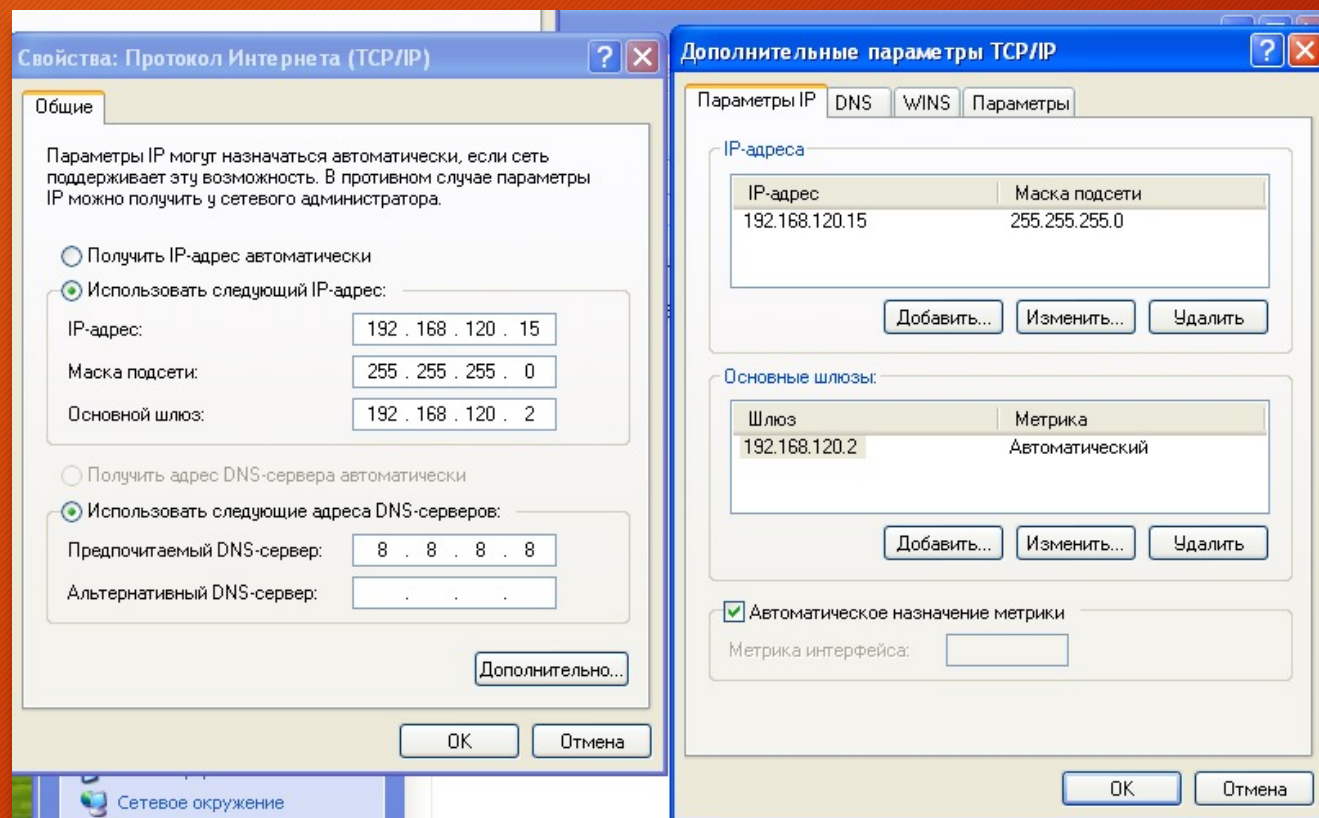 Свойства: Протокол Интернета (TCP/IP)
Общие
Параметры IP могут назначаться автоматически, если сеть
поддерживает эту возможность. В противном случае параметры
IP можно получить у сетевого администратора.
Получить IP-адрес автоматически
Использовать следующий IP-адрес:
IP-адрес: 192 . 168 . 120 . 15
Маска подсети: 255 . 255 . 255 . 0
Основной шлюз: 192 . 168 . 120 . 2
Получить адрес DNS-сервера автоматически
Использовать следующие адреса DNS-серверов:
Предпочитаемый DNS-сервер: 8 . 8 . 8 . 8
Альтернативный DNS-сервер: . . .
Дополнительно...
OK Отмена
Сетевое окружение
Дополнительные параметры TCP/IP
Параметры IP DNS WINS Параметры
IP-адреса
IP-адрес Маска подсети
192.168.120.15 255.255.255.0
Добавить... Изменить... Удалить
Основные шлюзы:
Шлюз Метрика
192.168.120.2 Автоматический
Добавить... Изменить... Удалить
Автоматическое назначение метрики
Метрика интерфейса:
OK Отмена